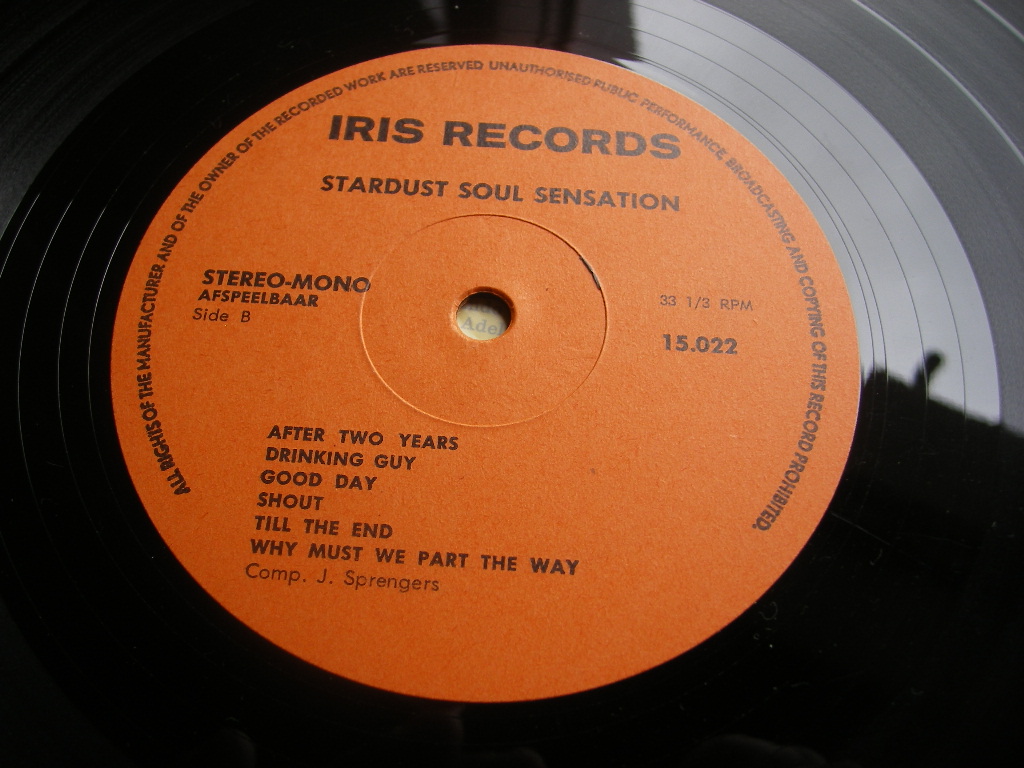 ALL RIGHTS OF THE MANUFACTURER AND OF THE OWNER OF THE RECORDED WORK ARE RESERVED UNAUTHORISED PUBLIC PERFORMANCE BROADCASTING AND COPYING OF THIS RECORD PROHIBITED.
IRIS RECORDS
STARDUST SOUL SENSATION
STEREO-MONO
AFSPEELBAAR
Side B
33 1/3 RPM
15.022
AFTER TWO YEARS
DRINKING GUY
GOOD DAY
SHOUT
TILL THE END
WHY MUST WE PART THE WAY
Comp. J. Sprengers